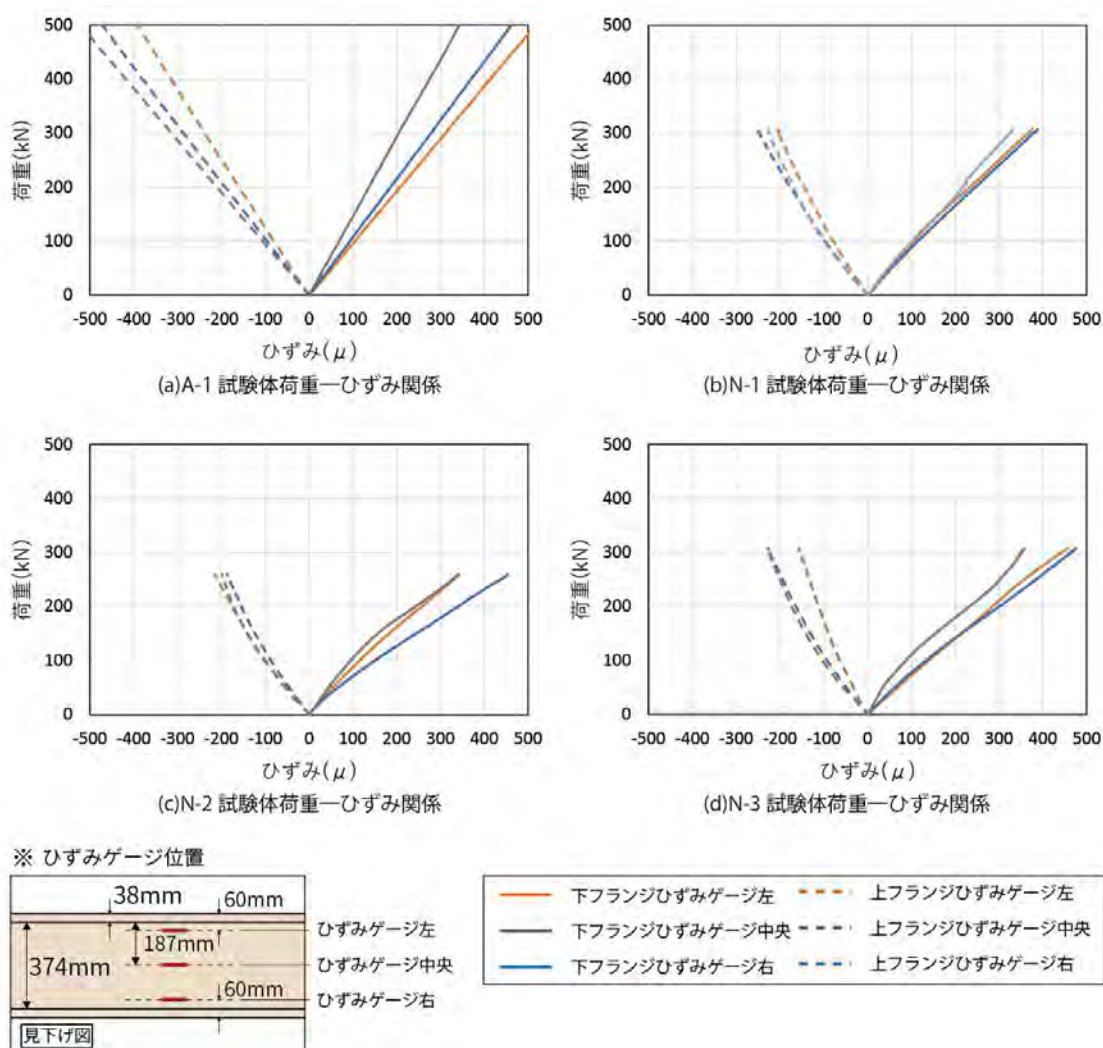 500
400
300
200
100
0
荷重(kN)
-500 -400 -300 -200 -100 0 100 200 300 400 500
ひずみ(μ)
(a)A-1 試験体荷重―ひずみ関係
500
400
300
200
100
0
荷重(kN)
-500 -400 -300 -200 -100 0 100 200 300 400 500
ひずみ(μ)
(b)N-1 試験体荷重―ひずみ関係
500
400
300
200
100
0
荷重(kN)
-500 -400 -300 -200 -100 0 100 200 300 400 500
ひずみ(μ)
(c)N-2 試験体荷重―ひずみ関係
500
400
300
200
100
0
荷重(kN)
-500 -400 -300 -200 -100 0 100 200 300 400 500
ひずみ(μ)
(d)N-3 試験体荷重―ひずみ関係
※ ひずみゲージ位置
38mm
60mm
187mm
374mm
60mm
ひずみゲージ左
ひずみゲージ中央
ひずみゲージ右
見下げ図
下フランジひずみゲージ左
上フランジひずみゲージ左
下フランジひずみゲージ中央
上フランジひずみゲージ中央
下フランジひずみゲージ右
上フランジひずみゲージ右